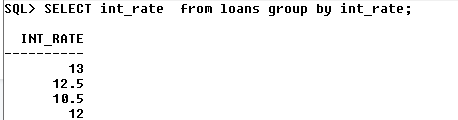 SQL> SELECT int_rate  from loans group by int_rate;
  INT_RATE
----------
        13
      12.5
      10.5
        12